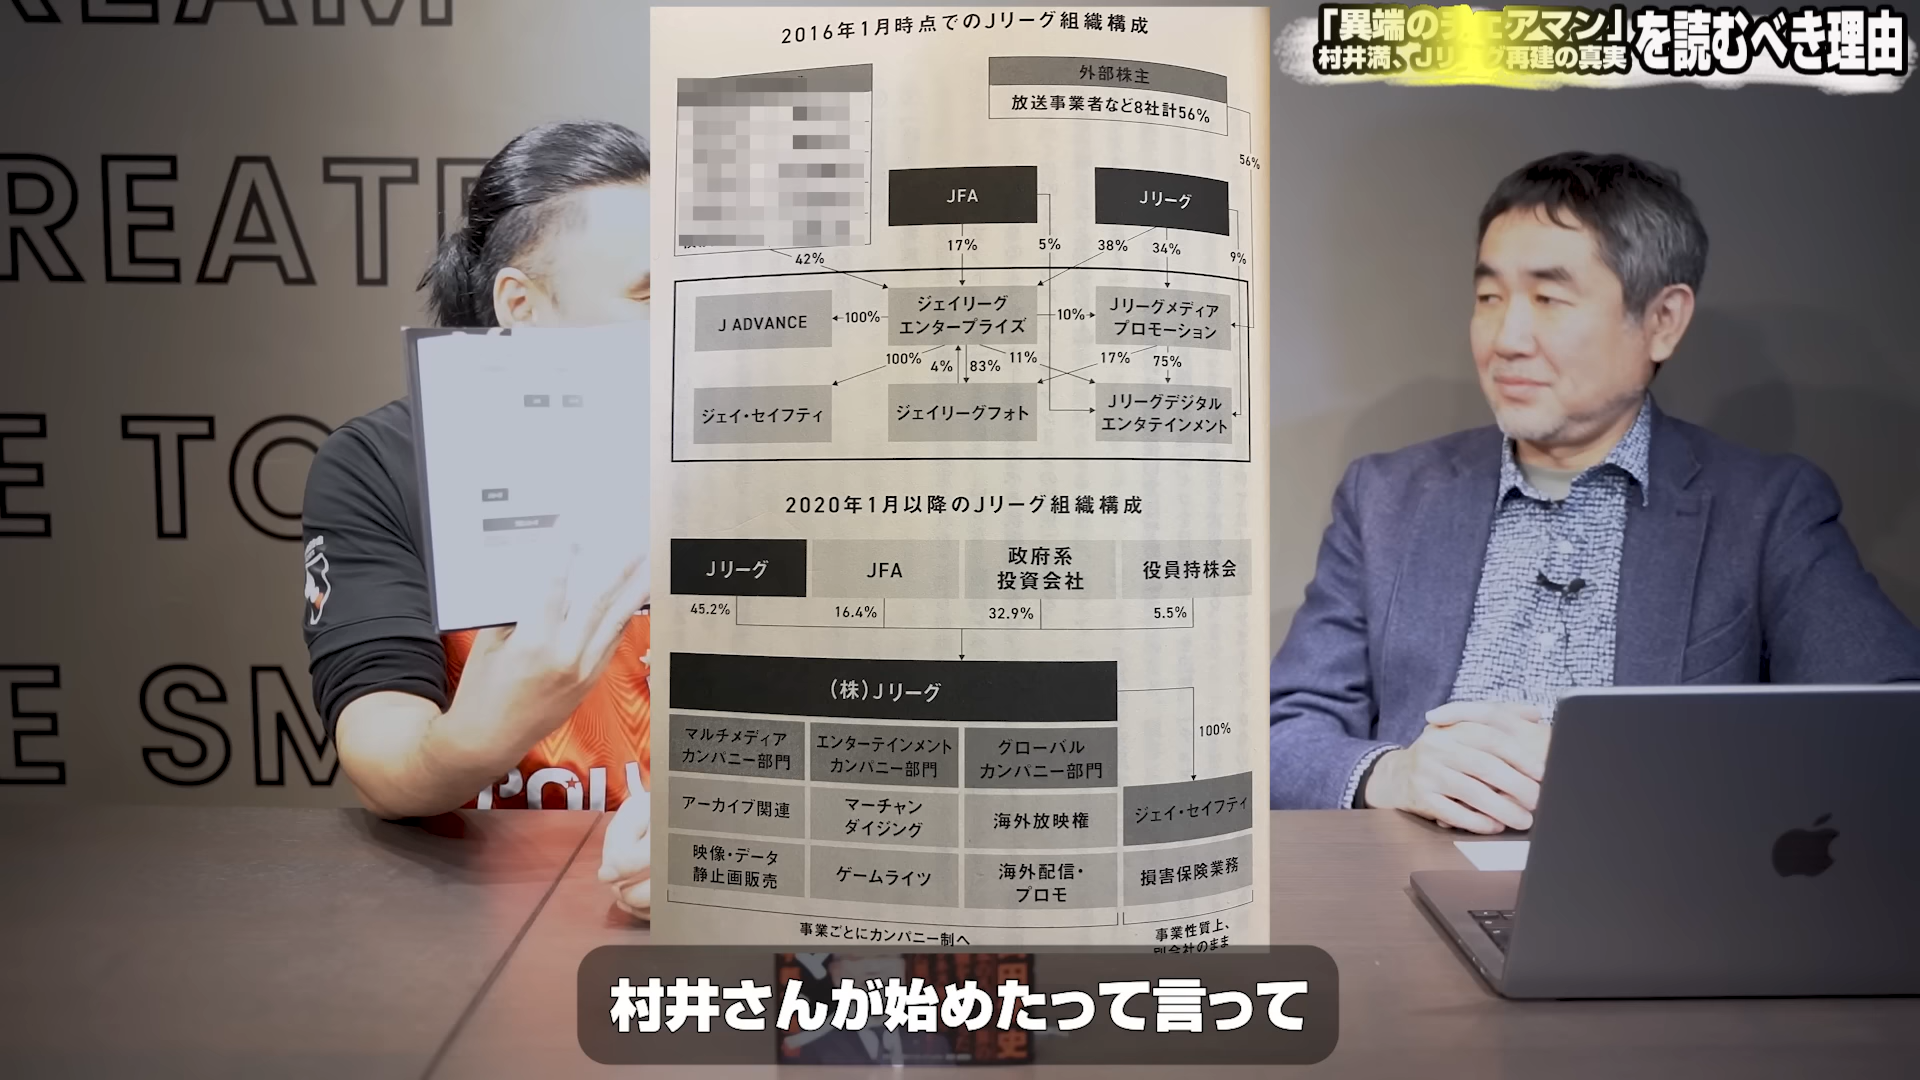 「異端のチェアマン」
村井満、Jリーグ再建の真実
を読むべき理由
REAM
REATE
E TO
E SM
2016年1月時点でのJリーグ組織構成
外部株主
放送事業者など8社計56%
56%
JFA
Jリーグ
17%
5%
38%
34%
9%
42%
J ADVANCE
100%
ジェイリーグ
エンタープライズ
10%
Jリーグメディア
プロモーション
100%
4%
83%
11%
17%
75%
ジェイ・セイフティ
ジェイリーグフォト
Jリーグデジタル
エンタテインメント
2020年1月以降のJリーグ組織構成
Jリーグ
JFA
政府系
投資会社
役員持株会
45.2%
16.4%
32.9%
5.5%
(株)Jリーグ
100%
マルチメディア
カンパニー部門
エンターテインメント
カンパニー部門
グローバル
カンパニー部門
アーカイブ関連
マーチャン
ダイジング
海外放映権
ジェイ・セイフティ
映像・データ
静止画販売
ゲームライツ
海外配信・
プロモ
損害保険業務
事業ごとにカンパニー制へ
事業性質上、
別会社のまま
村井さんが始めたって言って